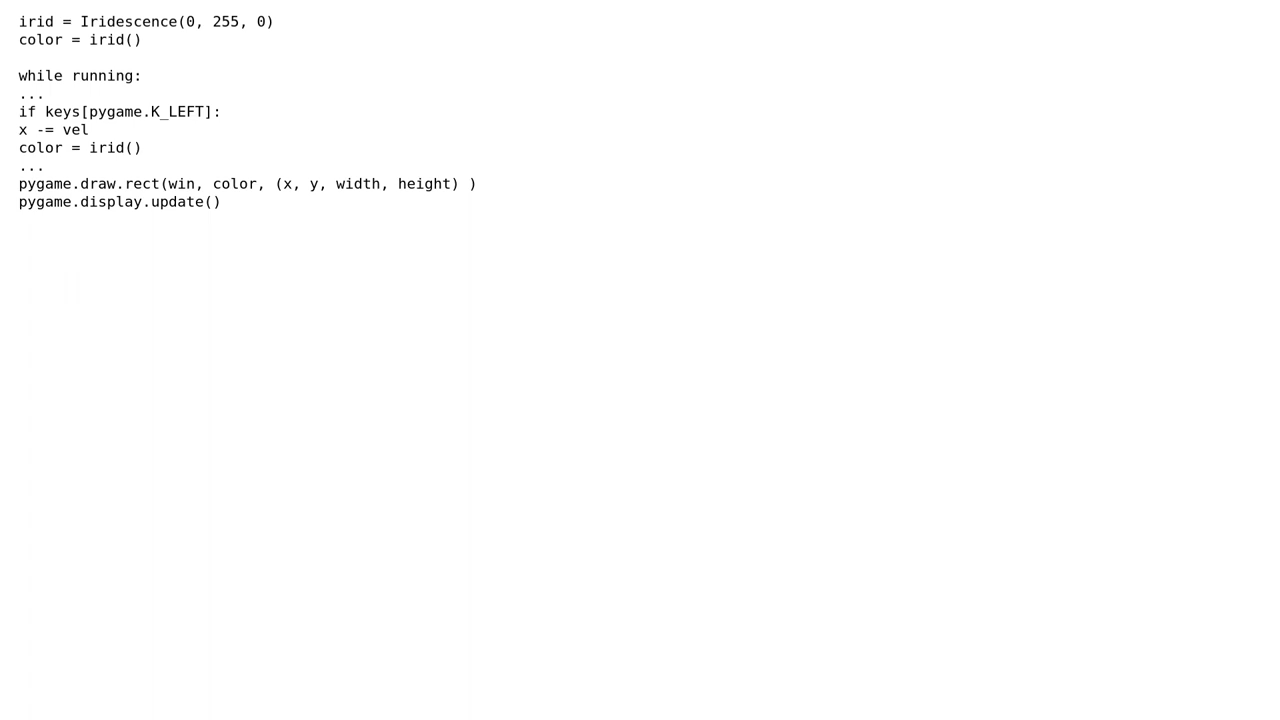 irid = Iridescence(0, 255, 0)
color = irid()

while running:
...
if keys[pygame.K_LEFT]:
x -= vel
color = irid()
...
pygame.draw.rect(win, color, (x, y, width, height) )
pygame.display.update()